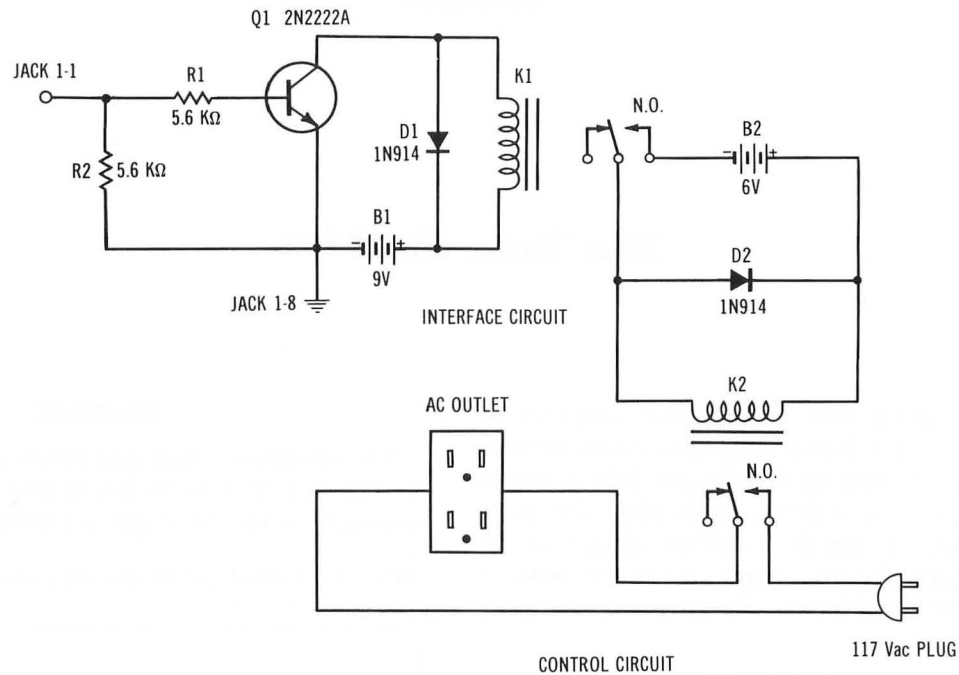 Q1 2N2222A
JACK 1-1
R1
5.6 KΩ
R2
5.6 KΩ
D1
1N914
K1
N.O.
B2
- +
6V
B1
- +
9V
JACK 1-8
D2
1N914
INTERFACE CIRCUIT
K2
AC OUTLET
N.O.
117 Vac PLUG
CONTROL CIRCUIT